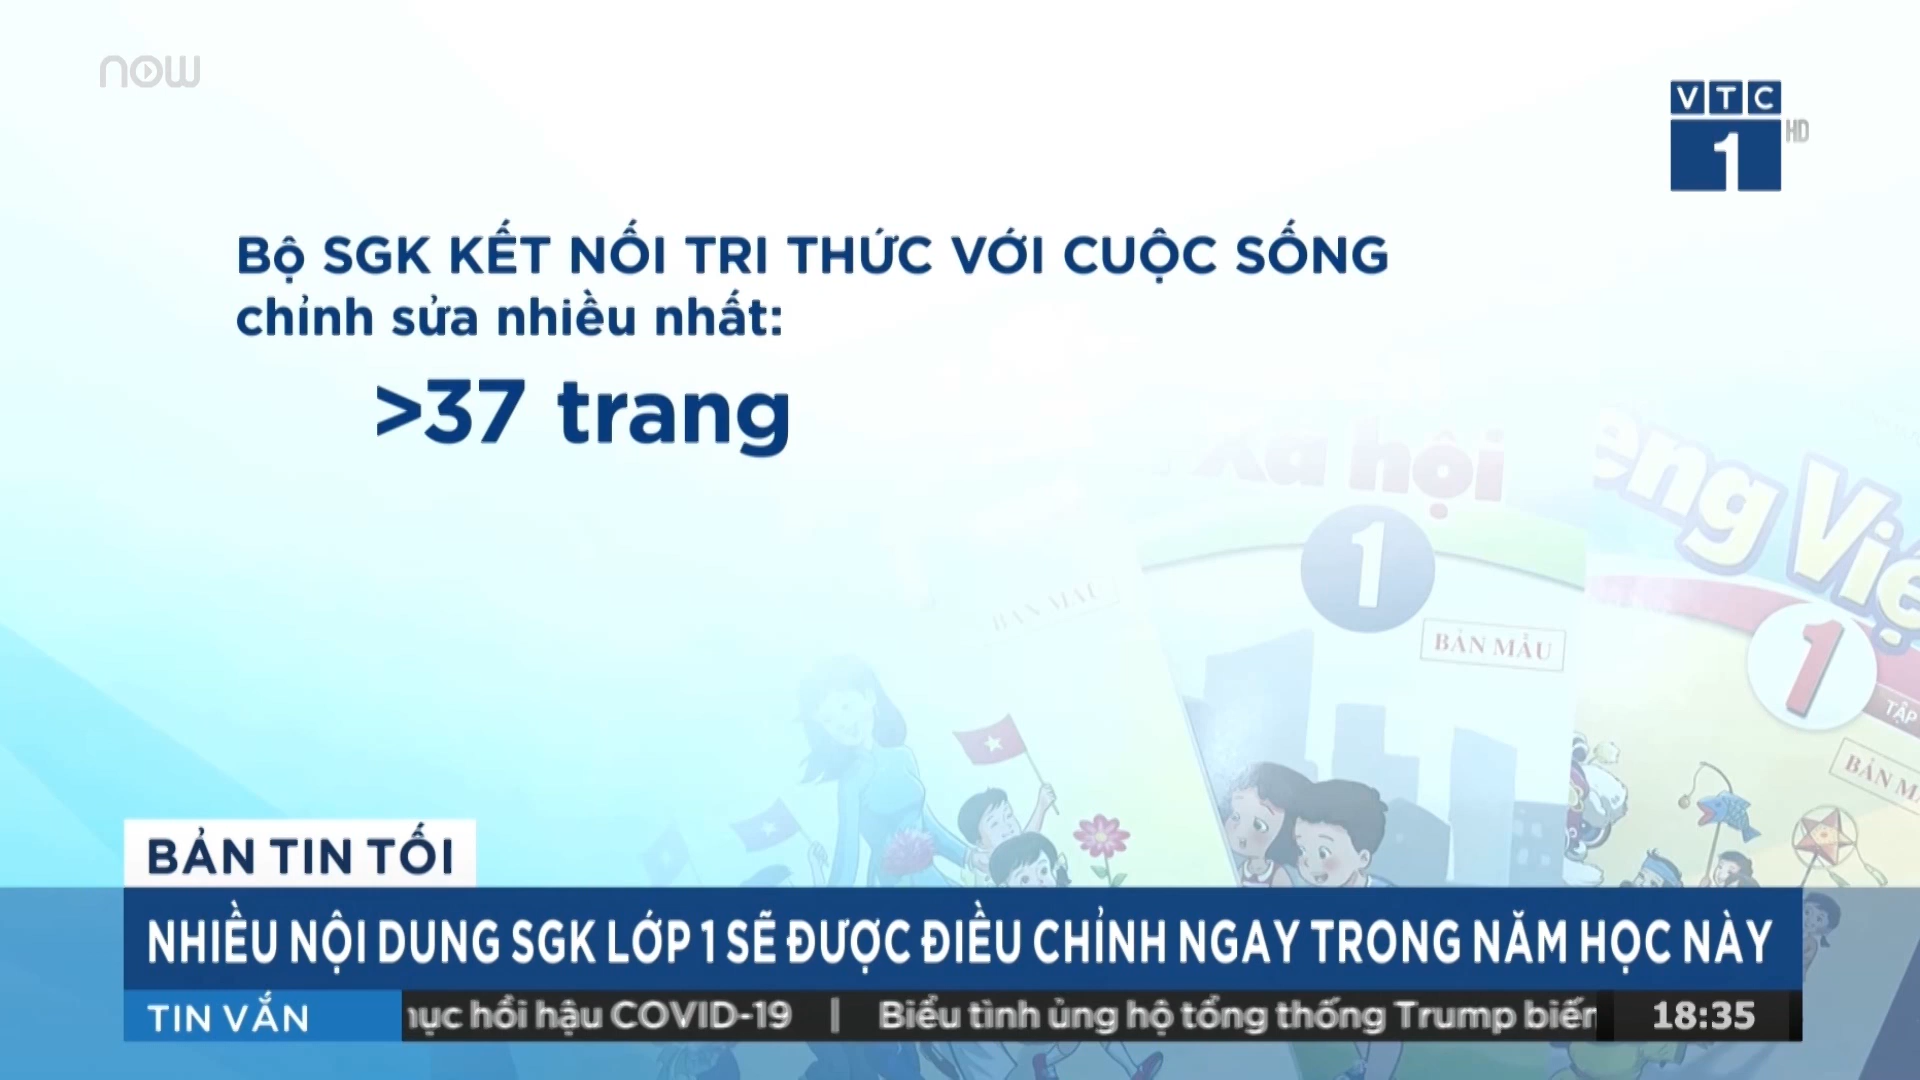 now
VTC
1
HD
Bộ SGK KẾT NỐI TRI THỨC VỚI CUỘC SỐNG
chỉnh sửa nhiều nhất:
>37 trang
Xã hội
1
BẢN MẪU
BẢN MẪU
1
TẬP
BẢN TIN TỐI
NHIỀU NỘI DUNG SGK LỚP 1 SẼ ĐƯỢC ĐIỀU CHỈNH NGAY TRONG NĂM HỌC NÀY
TIN VẮN
hồi hậu COVID-19 | Biểu tình ủng hộ tổng thống Trump
18:35